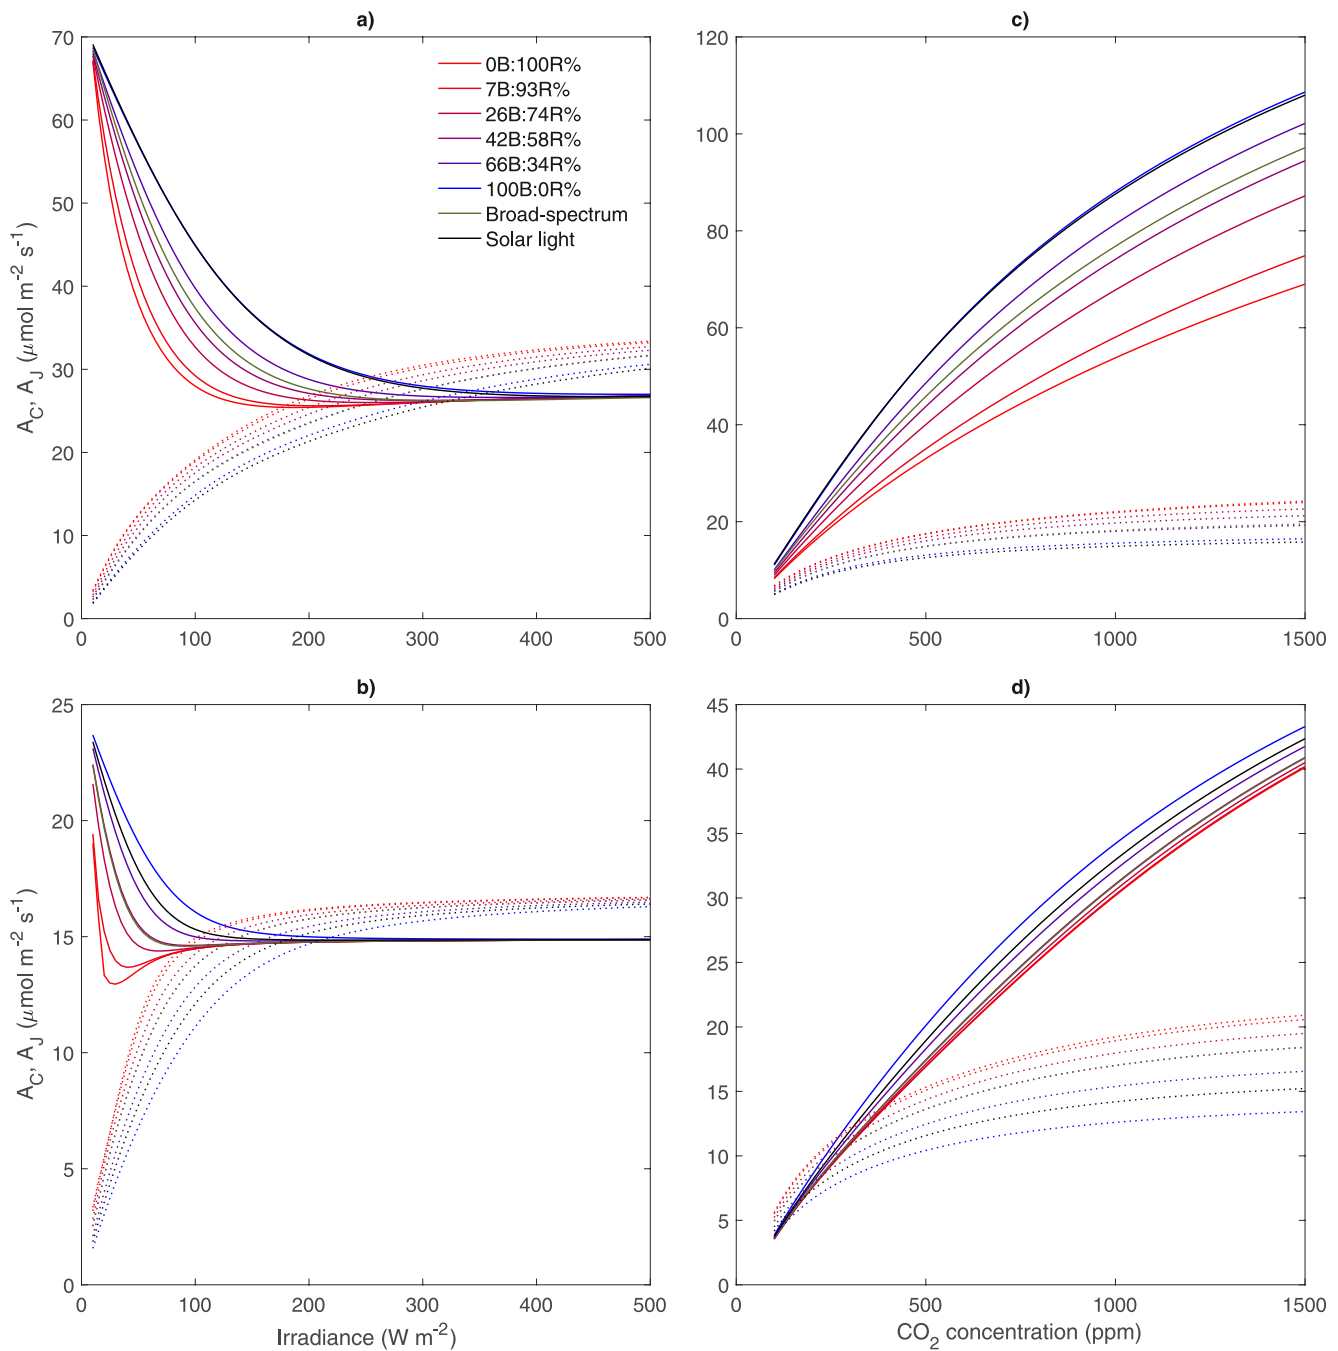 a)
70
60
50
40
30
20
10
0
0 100 200 300 400 500
A_C, A_J (μmol m⁻² s⁻¹)
0B:100R%
7B:93R%
26B:74R%
42B:58R%
66B:34R%
100B:0R%
Broad-spectrum
Solar light
c)
120
100
80
60
40
20
0
0 500 1000 1500
b)
25
20
15
10
5
0
0 100 200 300 400 500
A_C, A_J (μmol m⁻² s⁻¹)
Irradiance (W m⁻²)
d)
45
40
35
30
25
20
15
10
5
0
0 500 1000 1500
CO₂ concentration (ppm)